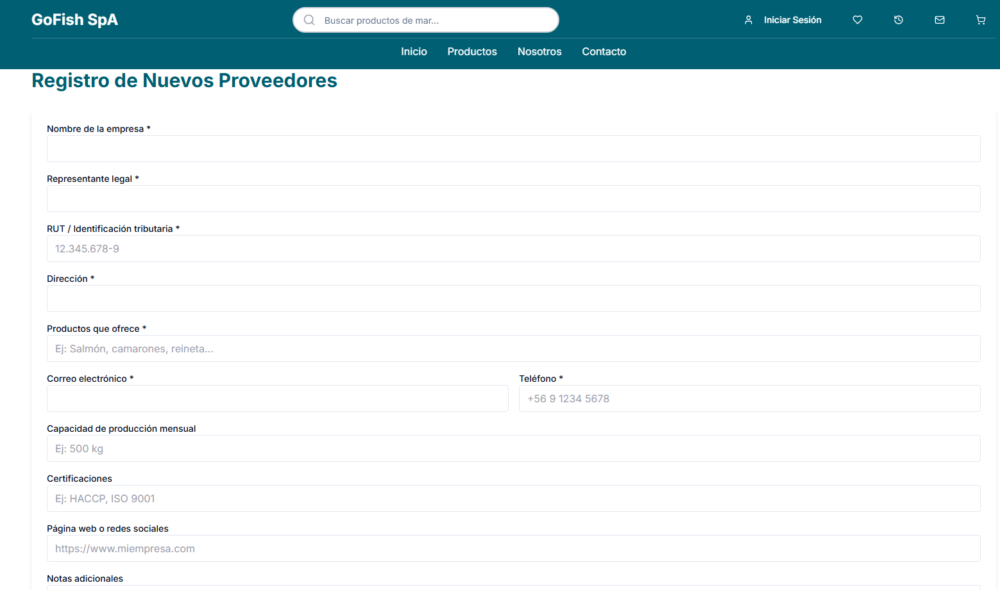 GoFish SpA
Buscar productos de mar...
Iniciar Sesión
Inicio Productos Nosotros Contacto
Registro de Nuevos Proveedores
Nombre de la empresa *
Representante legal *
RUT / Identificación tributaria *
12.345.678-9
Dirección *
Productos que ofrece *
Ej: Salmón, camarones, reineta...
Correo electrónico *
Teléfono *
+56 9 1234 5678
Capacidad de producción mensual
Ej: 500 kg
Certificaciones
Ej: HACCP, ISO 9001
Página web o redes sociales
https://www.miempresa.com
Notas adicionales